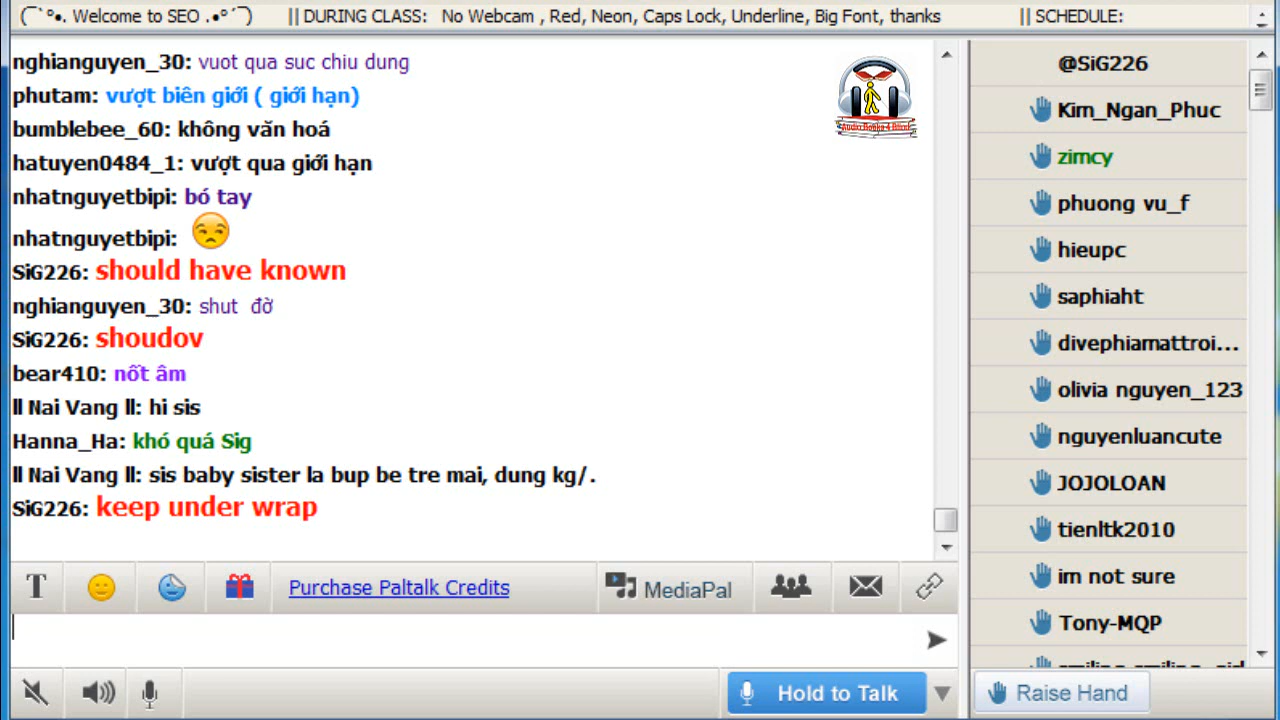 (¯`°•. Welcome to SEO .•°´¯) || DURING CLASS: No Webcam , Red, Neon, Caps Lock, Underline, Big Font, thanks || SCHEDULE:
nghianguyen_30: vuot qua suc chiu dung
phutam: vượt biên giới ( giới hạn)
bumblebee_60: không văn hoá
hatuyen0484_1: vượt qua giới hạn
nhatnguyetbipi: bó tay
nhatnguyetbipi:
SiG226: should have known
nghianguyen_30: shut đờ
SiG226: shoudov
bear410: nốt âm
ll Nai Vang ll: hi sis
Hanna_Ha: khó quá Sig
ll Nai Vang ll: sis baby sister la bup be tre mai, dung kg/.
SiG226: keep under wrap
Audio Books 4 Blind
@SiG226
Kim_Ngan_Phuc
zimcy
phuong vu_f
hieupc
saphiaht
divephiamattroi...
olivia nguyen_123
nguyenluancute
JOJOLOAN
tienltk2010
im not sure
Tony-MQP
T Purchase Paltalk Credits MediaPal
Hold to Talk
Raise Hand